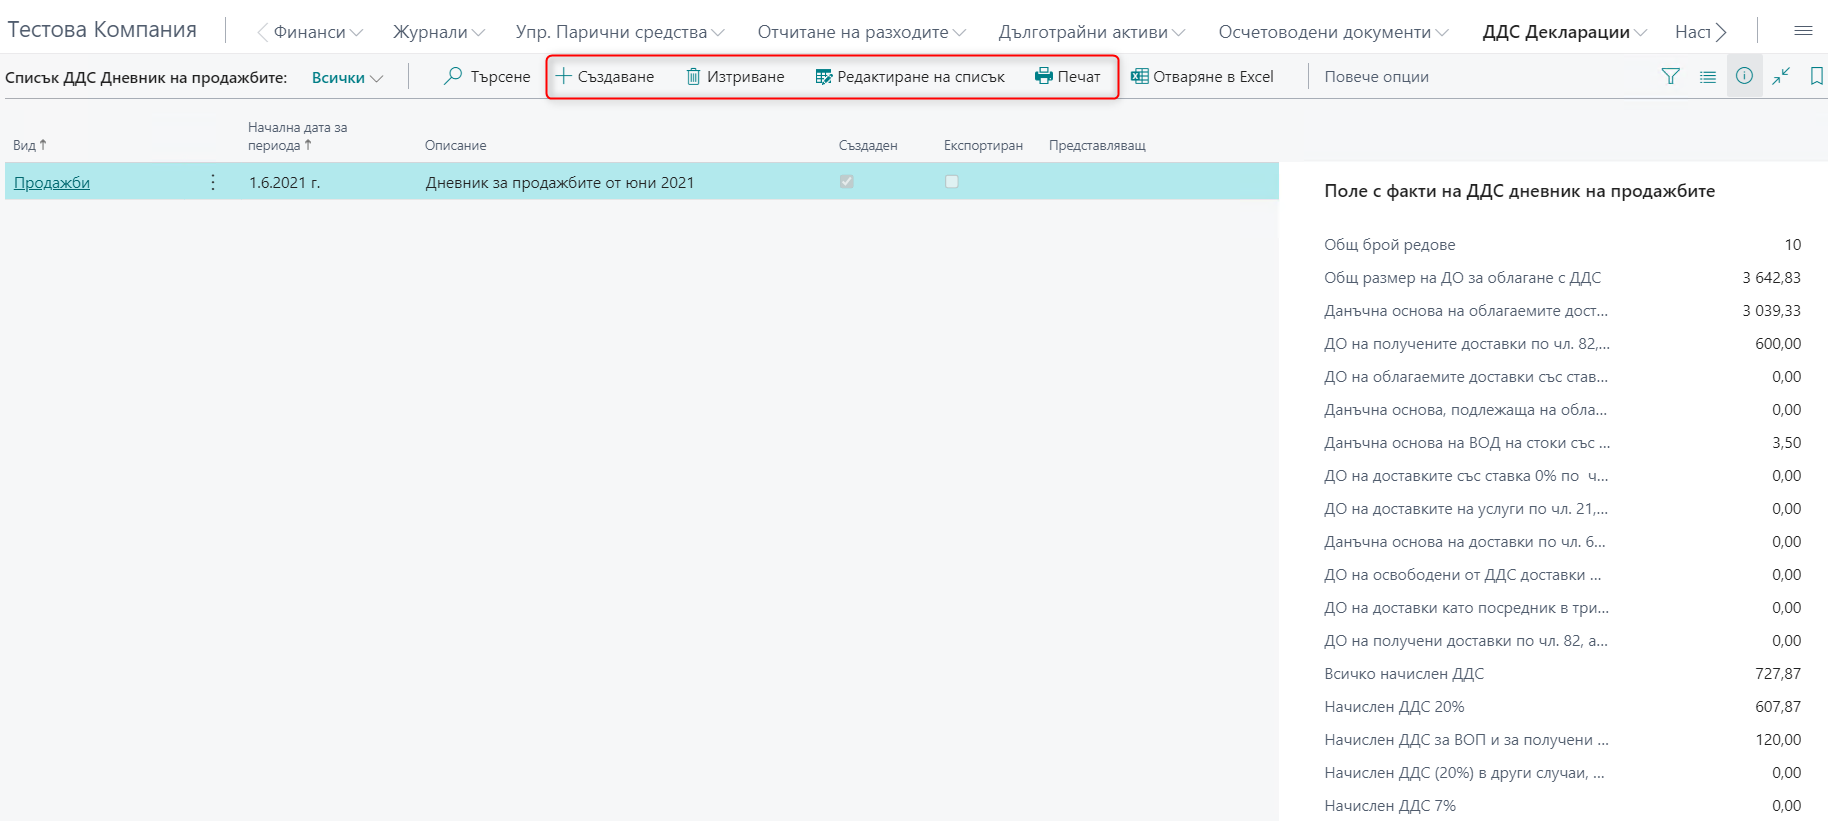 Тестова Компания
Финанси Журнали Упр. Парични средства Отчитане на разходите Дълготрайни активи Осчетоводени документи ДДС Декларации Наст
Списък ДДС Дневник на продажбите: Всички Търсене Създаване Изтриване Редактиране на списък Печат Отваряне в Excel Повече опции
Вид ↑ Начална дата за периода ↑ Описание Създаден Експортиран Представляващ
Продажби 1.6.2021 г. Дневник за продажбите от юни 2021
Поле с факти на ДДС дневник на продажбите
Общ брой редове 10
Общ размер на ДО за облагане с ДДС 3 642,83
Данъчна основа на облагаемите дост... 3 039,33
ДО на получените доставки по чл. 82,... 600,00
ДО на облагаемите доставки със став... 0,00
Данъчна основа, подлежаща на обла... 0,00
Данъчна основа на ВОД на стоки със ... 3,50
ДО на доставките със ставка 0% по ч... 0,00
ДО на доставките на услуги по чл. 21,... 0,00
Данъчна основа на доставки по чл. 6... 0,00
ДО на освободени от ДДС доставки ... 0,00
ДО на доставки като посредник в три... 0,00
ДО на получени доставки по чл. 82, а... 0,00
Всичко начислен ДДС 727,87
Начислен ДДС 20% 607,87
Начислен ДДС за ВОП и за получени ... 120,00
Начислен ДДС (20%) в други случаи, ... 0,00
Начислен ДДС 7% 0,00